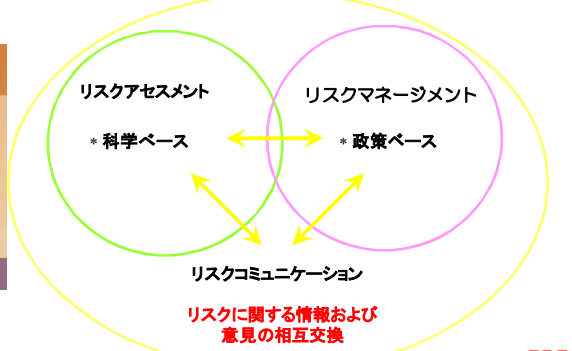 リスクアセスメント
リスクマネージメント
* 科学ベース
* 政策ベース
リスクコミュニケーション
リスクに関する情報および
意見の相互交換